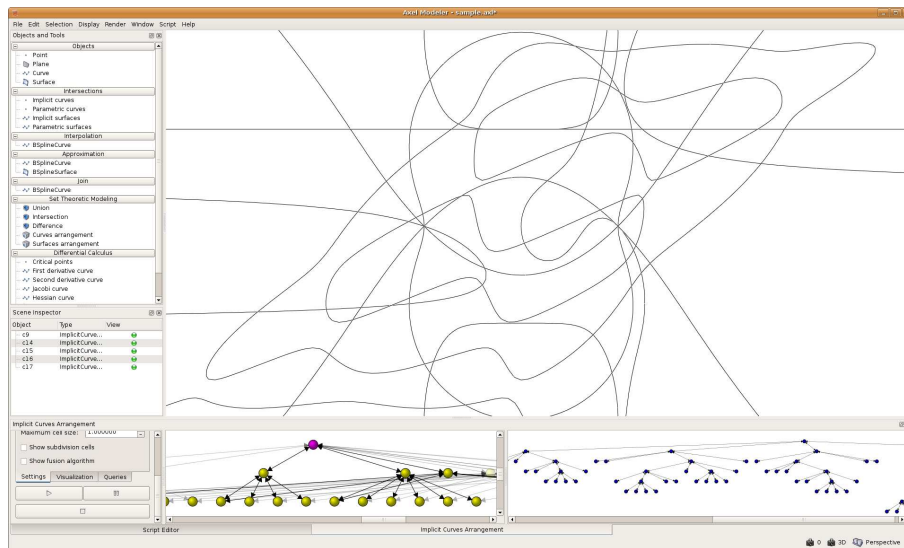 Axel Modeler - sample.axl*
File Edit Selection Display Render Window Script Help
Objects and Tools
Objects
Point
Plane
Curve
Surface
Intersections
Implicit curves
Parametric curves
Implicit surfaces
Parametric surfaces
Interpolation
BSplineCurve
Approximation
BSplineCurve
BSplineSurface
Join
BSplineCurve
Set Theoretic Modeling
Union
Intersection
Difference
Curves arrangement
Surfaces arrangement
Differential Calculus
Critical points
First derivative curve
Second derivative curve
Jacobi curve
Hessian curve
Scene Inspector
Object Type View
c9 ImplicitCurve...
c14 ImplicitCurve...
c15 ImplicitCurve...
c16 ImplicitCurve...
c17 ImplicitCurve...
Implicit Curves Arrangement
Maximum cell size: 1.000000
Show subdivision cells
Show fusion algorithm
Settings Visualization Queries
Script Editor Implicit Curves Arrangement
0 3D Perspective